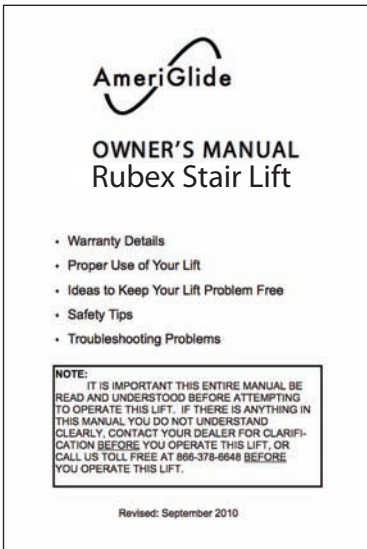 AmeriGlide
OWNER'S MANUAL
Rubex Stair Lift
• Warranty Details
• Proper Use of Your Lift
• Ideas to Keep Your Lift Problem Free
• Safety Tips
• Troubleshooting Problems
NOTE:
IT IS IMPORTANT THIS ENTIRE MANUAL BE
READ AND UNDERSTOOD BEFORE ATTEMPTING
TO OPERATE THIS LIFT. IF THERE IS ANYTHING IN
THIS MANUAL YOU DO NOT UNDERSTAND
CLEARLY, CONTACT YOUR DEALER FOR CLARIFI-
CATION BEFORE YOU OPERATE THIS LIFT, OR
CALL US TOLL FREE AT 866-378-6648 BEFORE
YOU OPERATE THIS LIFT.
Revised: September 2010